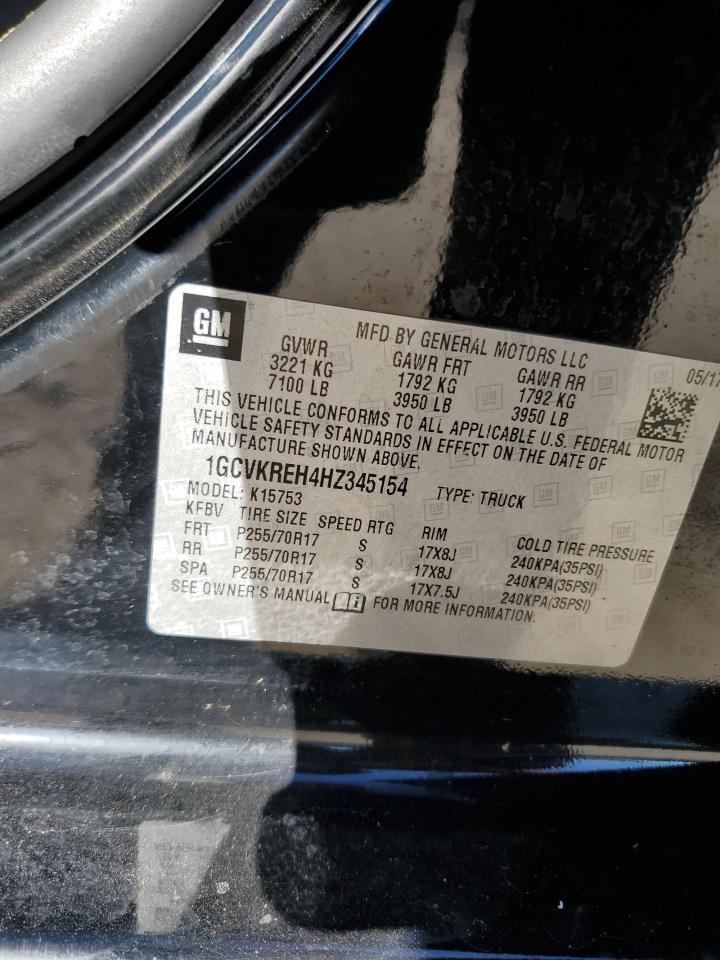 GM
MFD BY GENERAL MOTORS LLC
05/17
GVWR GAWR FRT GAWR RR
3221 KG 1792 KG 1792 KG
7100 LB 3950 LB 3950 LB
THIS VEHICLE CONFORMS TO ALL APPLICABLE U.S. FEDERAL MOTOR
VEHICLE SAFETY STANDARDS IN EFFECT ON THE DATE OF
MANUFACTURE SHOWN ABOVE.
1GCVKREH4HZ345154 TYPE: TRUCK
MODEL: K15753
KFBV TIRE SIZE SPEED RTG RIM COLD TIRE PRESSURE
FRT P255/70R17 S 17X8J 240KPA(35PSI)
RR P255/70R17 S 17X8J 240KPA(35PSI)
SPA P255/70R17 S 17X7.5J 240KPA(35PSI)
SEE OWNER'S MANUAL FOR MORE INFORMATION.